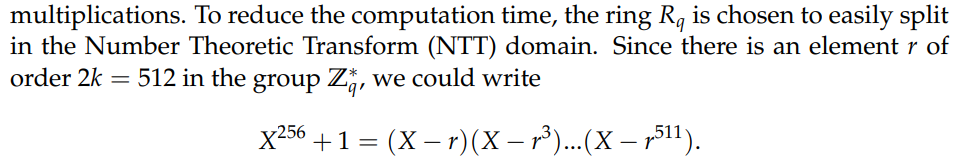 multiplications. To reduce the computation time, the ring R_q is chosen to easily split
in the Number Theoretic Transform (NTT) domain. Since there is an element r of
order 2k = 512 in the group ℤ_q^*, we could write
X^{256} + 1 = (X − r)(X − r^3)...(X − r^{511}).